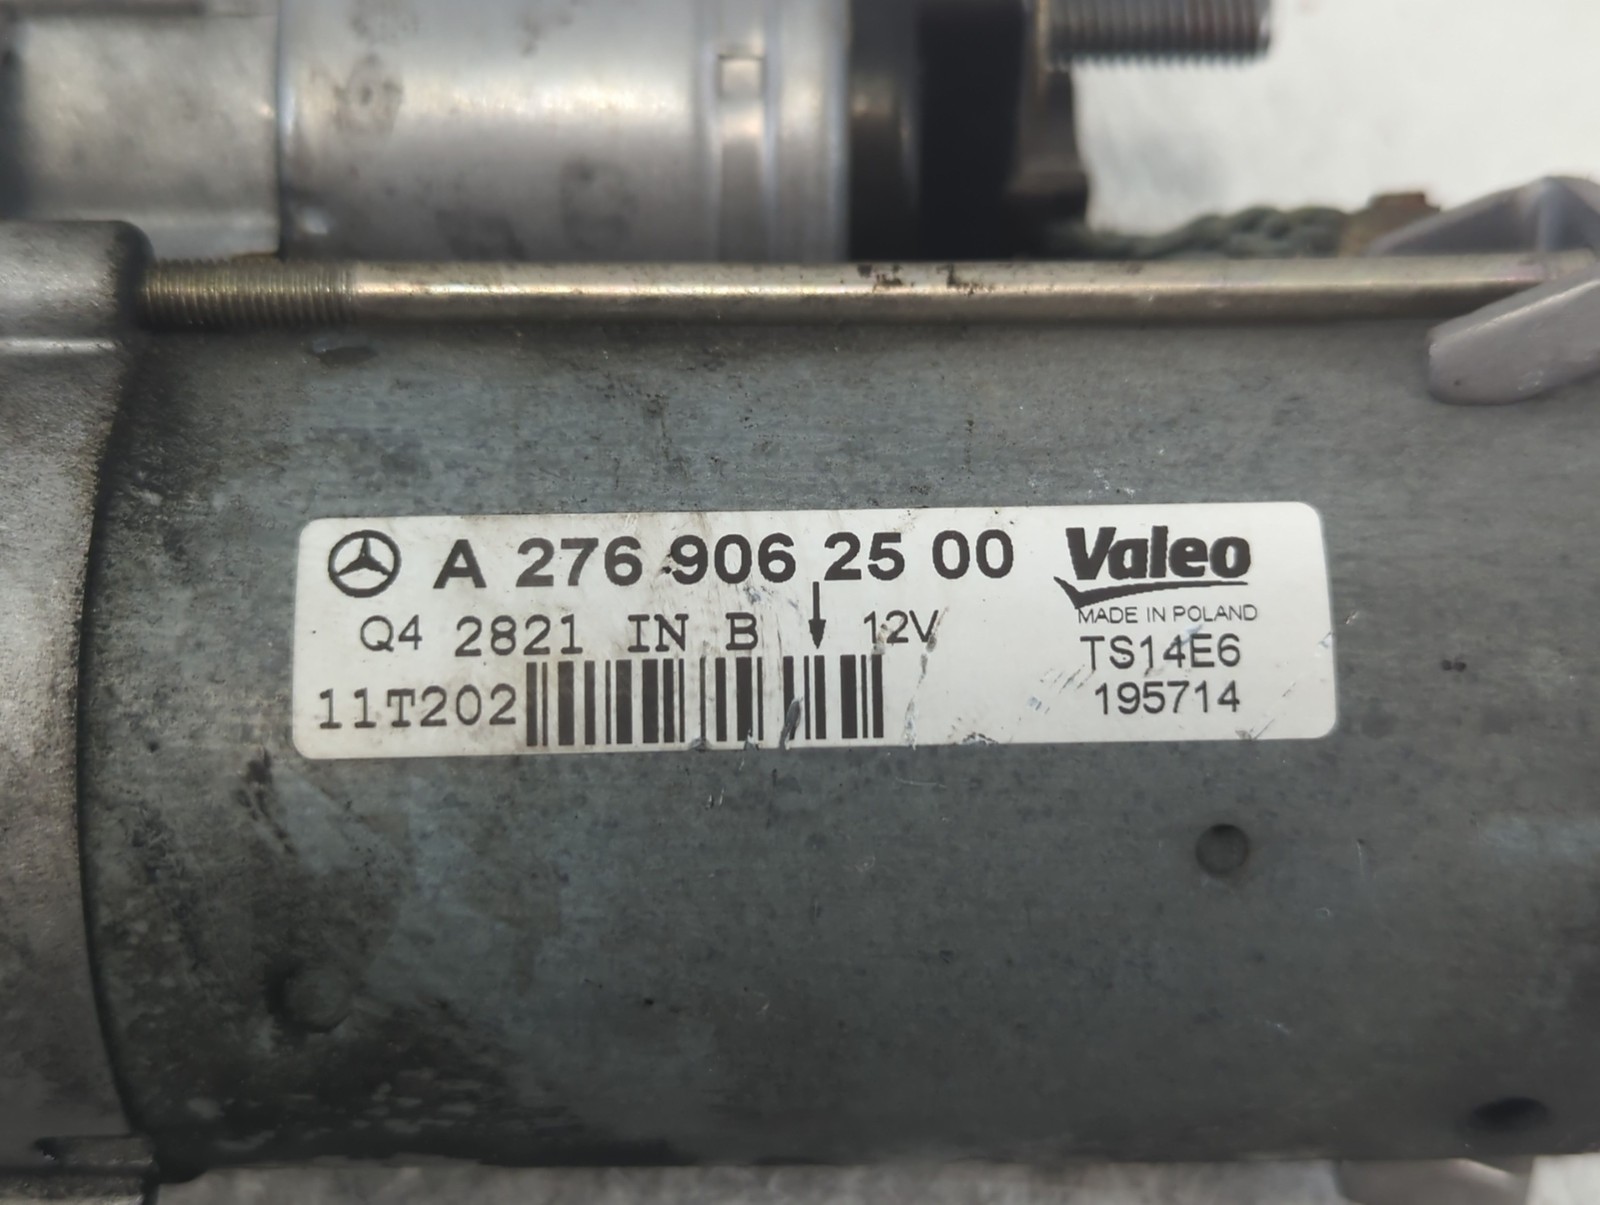 A 276 906 25 00
Q4 2821 IN B 12V
11T202
Valeo
MADE IN POLAND
TS14E6
195714